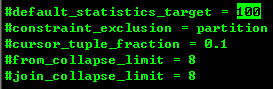 #default_statistics_target = 100
#constraint_exclusion = partition
#cursor_tuple_fraction = 0.1
#from_collapse_limit = 8
#join_collapse_limit = 8